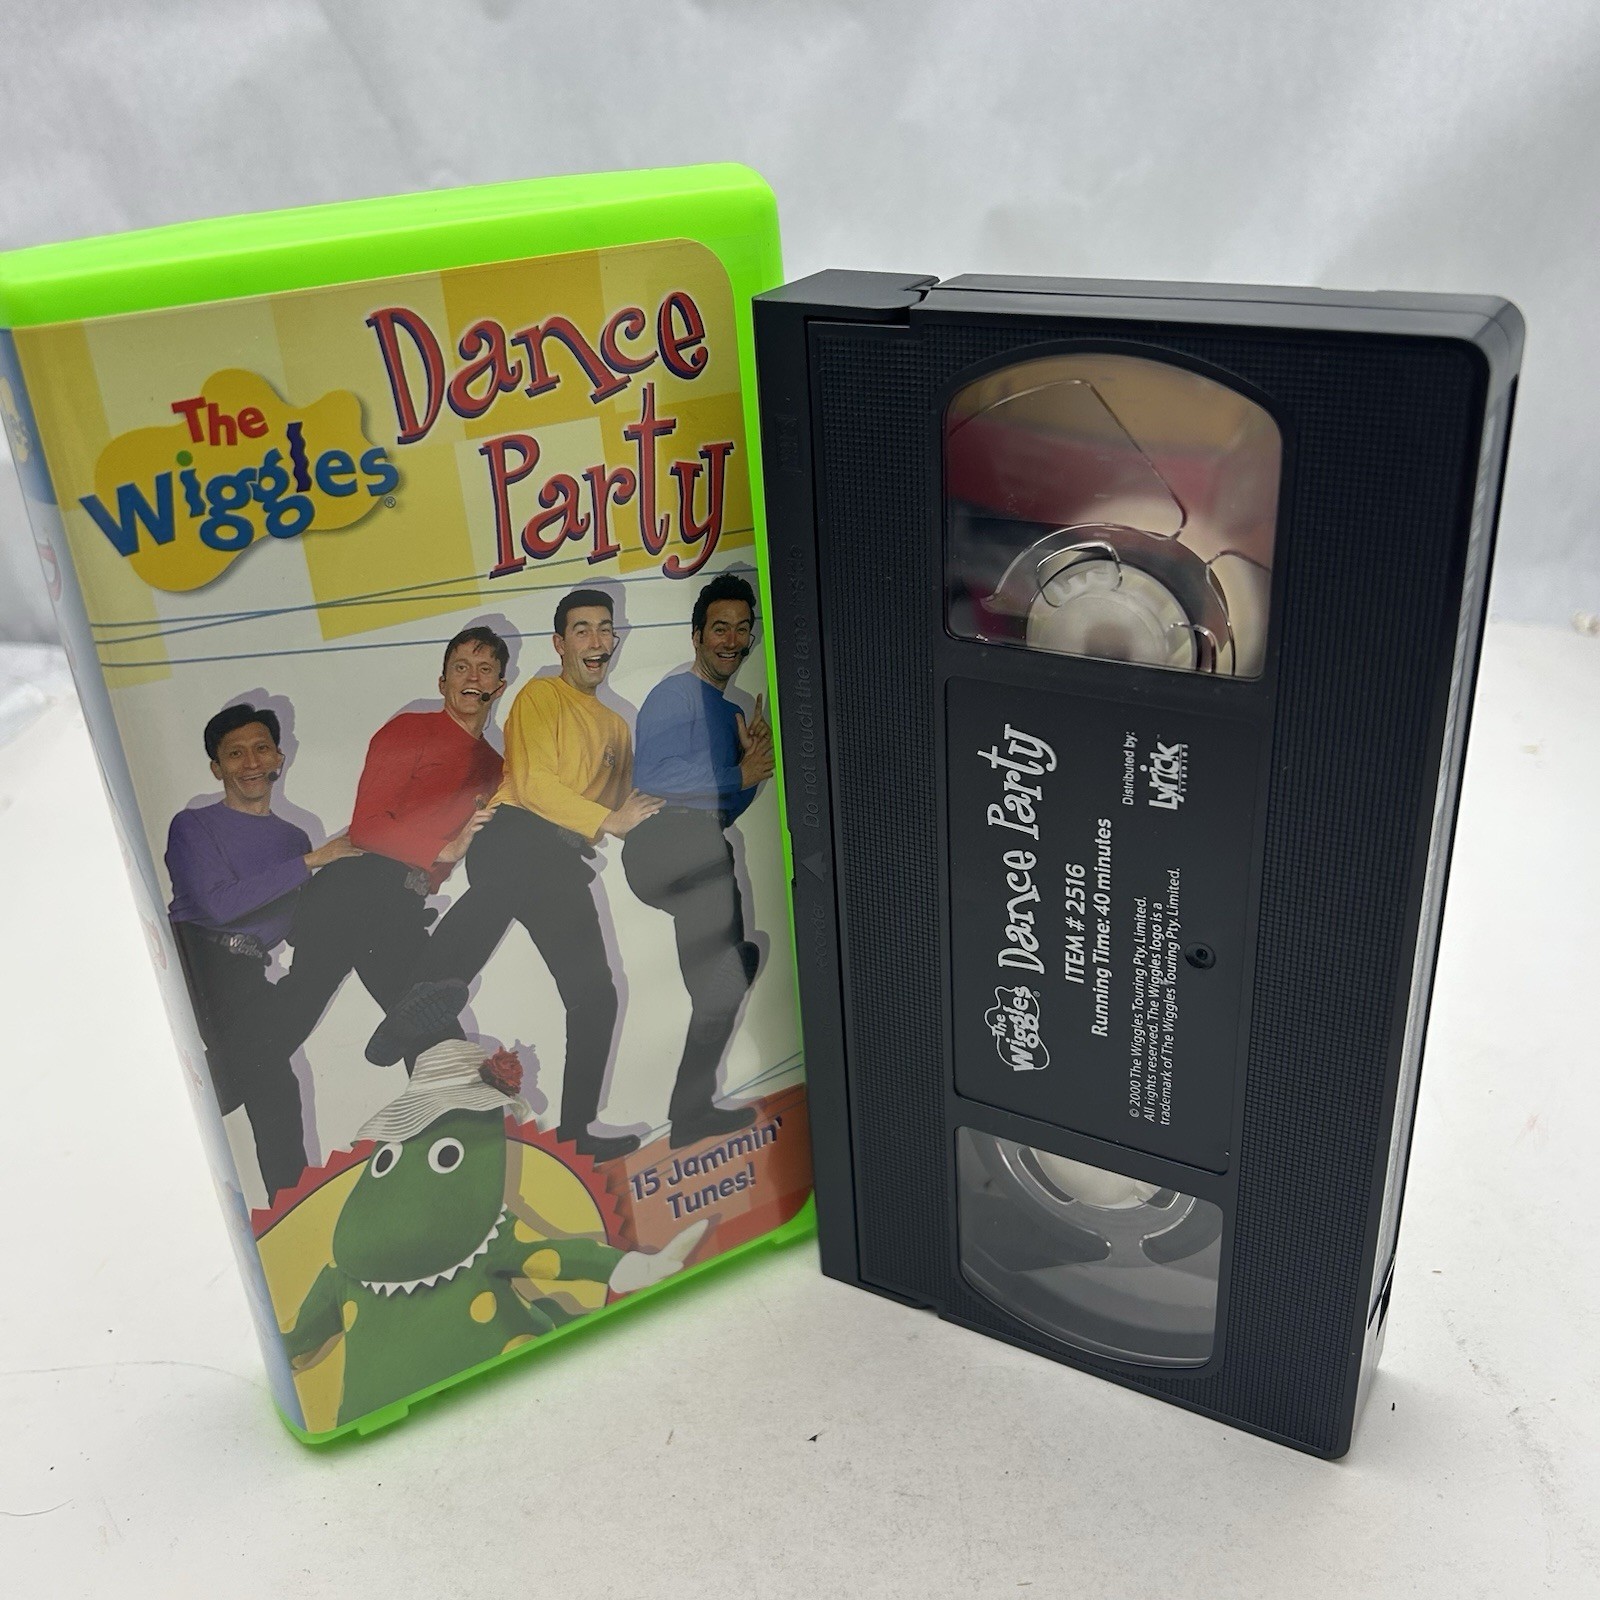 Dance
Party
The
Wiggles®
15 Jammin'
Tunes!
Do not touch the tape inside
The
Wiggles® Dance Party
ITEM # 2516
Running Time: 40 minutes
Distributed by:
Lyrick™
STUDIOS
© 2000 The Wiggles Touring Pty. Limited.
All rights reserved. The Wiggles logo is a
trademark of The Wiggles Touring Pty. Limited.